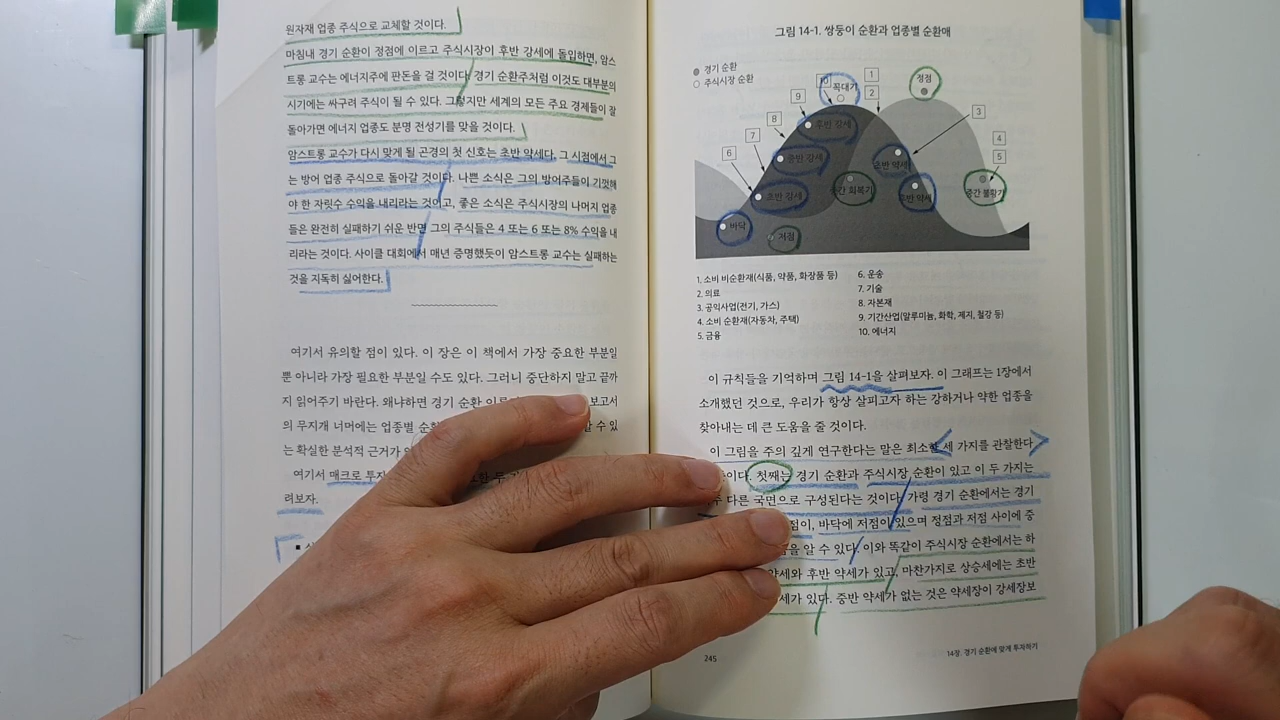 원자재 업종 주식으로 교체할 것이다.
마침내 경기 순환이 정점에 이르고 주식시장이 후반 강세에 돌입하면, 암스
트롱 교수는 에너지주에 판돈을 걸 것이다. 경기 순환주처럼 이것도 대부분의
시기에는 싸구려 주식이 될 수 있다. 그렇지만 세계의 모든 주요 경제들이 잘
돌아가면 에너지 업종도 분명 전성기를 맞을 것이다.
암스트롱 교수가 다시 맞게 될 곤경의 첫 신호는 초반 약세다. 그 시점에서 그
는 방어 업종 주식으로 돌아갈 것이다. 나쁜 소식은 그의 방어주들이 기껏해
야 한 자릿수 수익을 내리라는 것이고, 좋은 소식은 주식시장의 나머지 업종
들은 완전히 실패하기 쉬운 반면 그의 주식들은 4 또는 6 또는 8% 수익을 내
리라는 것이다. 사이클 대회에서 매년 증명했듯이 암스트롱 교수는 실패하는
것을 지독히 싫어한다.
여기서 유의할 점이 있다. 이 장은 이 책에서 가장 중요한 부분일
뿐 아니라 가장 필요한 부분일 수도 있다. 그러니 중단하지 말고 끝까
지 읽어주기 바란다. 왜냐하면 경기 순환 보고서
의 무지개 너머에는 업종별 수 있
는 확실한 분석적 근거가
여기서 매크로
려보자.
그림 14-1. 쌍둥이 순환과 업종별 순환매
경기 순환
주식시장 순환
10 꼭대기 1 정점
9 2
8 후반 강세 3
7 중반 강세 초반 약세 4
6 5
초반 강세 중간 회복기 후반 약세 중간 불황기
바닥 저점
1. 소비 비순환재(식품, 약품, 화장품 등)
2. 의료
3. 공익사업(전기, 가스)
4. 소비 순환재(자동차, 주택)
5. 금융
6. 운송
7. 기술
8. 자본재
9. 기간산업(알루미늄, 화학, 제지, 철강 등)
10. 에너지
이 규칙들을 기억하며 그림 14-1을 살펴보자. 이 그래프는 1장에서
소개했던 것으로, 우리가 항상 살피고자 하는 강하거나 약한 업종을
찾아내는 데 큰 도움을 줄 것이다.
이 그림을 주의 깊게 연구한다는 말은 최소한 세 가지를 관찰한다
이다. 첫째는 경기 순환과 주식시장 순환이 있고 이 두 가지는
다른 국면으로 구성된다는 것이다. 가령 경기 순환에서는 경기
점이, 바닥에 저점이 있으며 정점과 저점 사이에 중
을 알 수 있다. 이와 똑같이 주식시장 순환에서는 하
약세와 후반 약세가 있고, 마찬가지로 상승세에는 초반
세가 있다. 중반 약세가 없는 것은 약세장이 강세장보
245
14장. 경기 순환에 맞게 투자하기